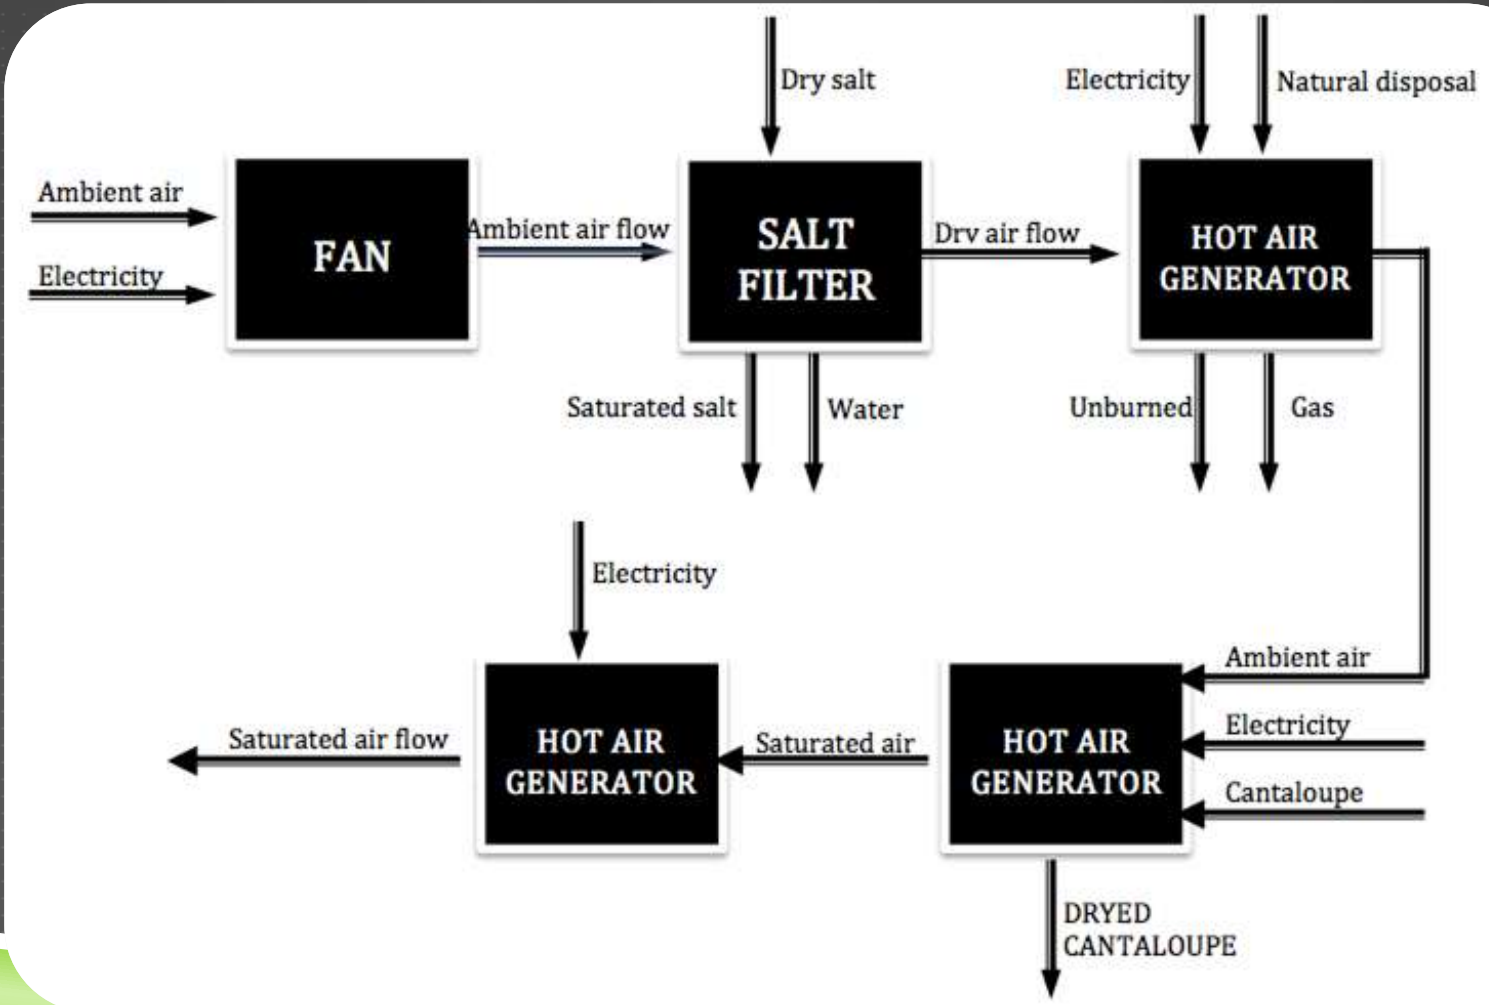 Dry salt
Electricity
Natural disposal
Ambient air
Electricity
FAN
Ambient air flow
SALT
FILTER
Drv air flow
HOT AIR
GENERATOR
Saturated salt
Water
Unburned
Gas
Electricity
Ambient air
Electricity
Cantaloupe
HOT AIR
GENERATOR
Saturated air
HOT AIR
GENERATOR
Saturated air flow
DRYED
CANTALOUPE